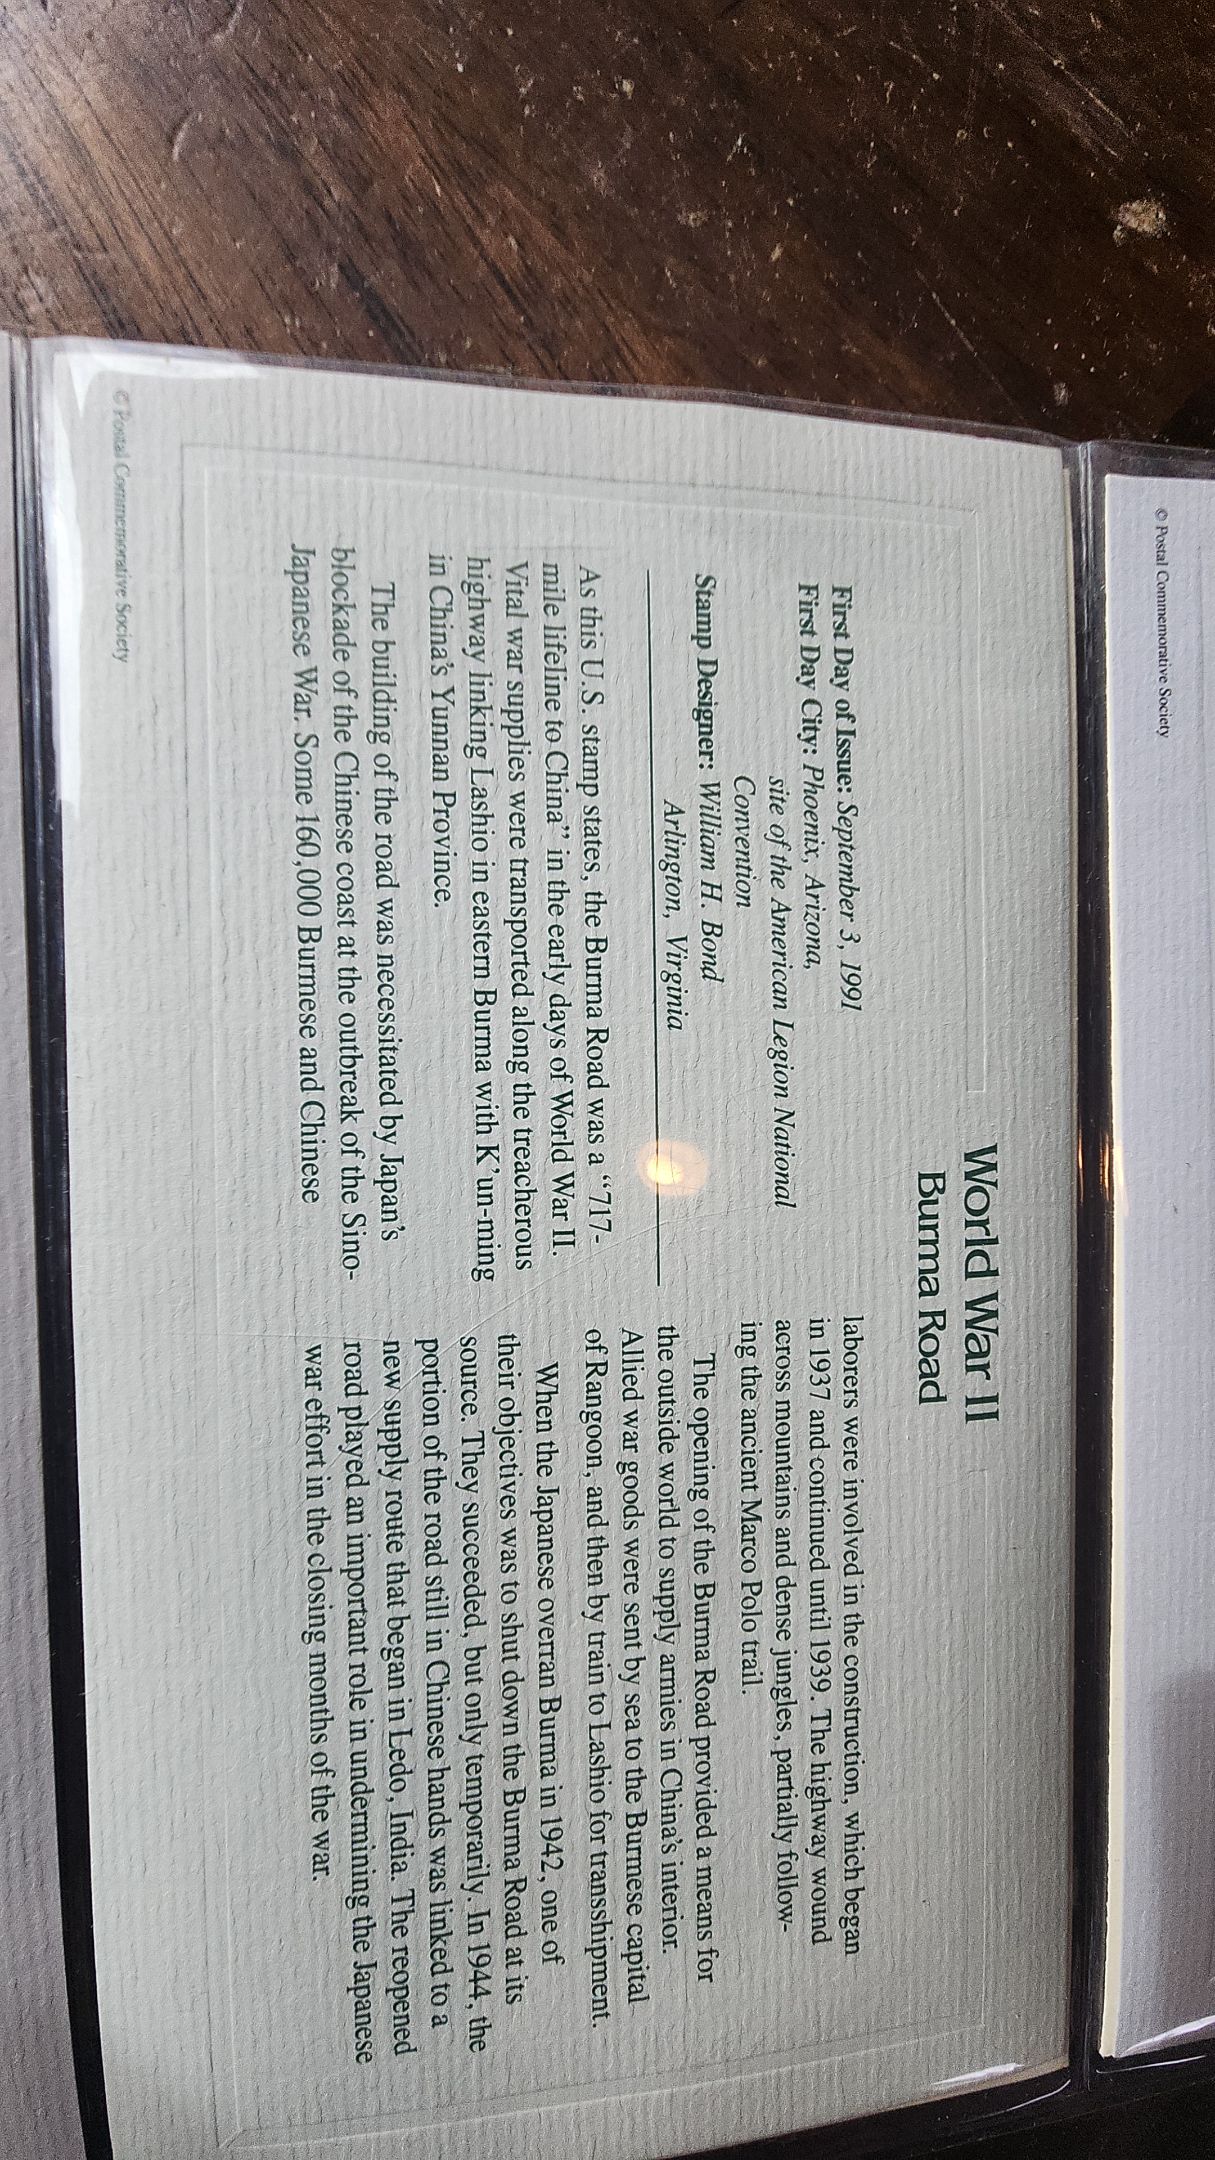 © Postal Commemorative Society
World War II
Burma Road
First Day of Issue: September 3, 1991
First Day City: Phoenix, Arizona,
site of the American Legion National
Convention
Stamp Designer: William H. Bond
Arlington, Virginia
As this U.S. stamp states, the Burma Road was a “717-
mile lifeline to China” in the early days of World War II.
Vital war supplies were transported along the treacherous
highway linking Lashio in eastern Burma with K’un-ming
in China’s Yunnan Province.
The building of the road was necessitated by Japan’s
blockade of the Chinese coast at the outbreak of the Sino-
Japanese War. Some 160,000 Burmese and Chinese
laborers were involved in the construction, which began
in 1937 and continued until 1939. The highway wound
across mountains and dense jungles, partially follow-
ing the ancient Marco Polo trail.
The opening of the Burma Road provided a means for
the outside world to supply armies in China’s interior.
Allied war goods were sent by sea to the Burmese capital
of Rangoon, and then by train to Lashio for transshipment.
When the Japanese overran Burma in 1942, one of
their objectives was to shut down the Burma Road at its
source. They succeeded, but only temporarily. In 1944, the
portion of the road still in Chinese hands was linked to a
new supply route that began in Ledo, India. The reopened
road played an important role in undermining the Japanese
war effort in the closing months of the war.
© Postal Commemorative Society